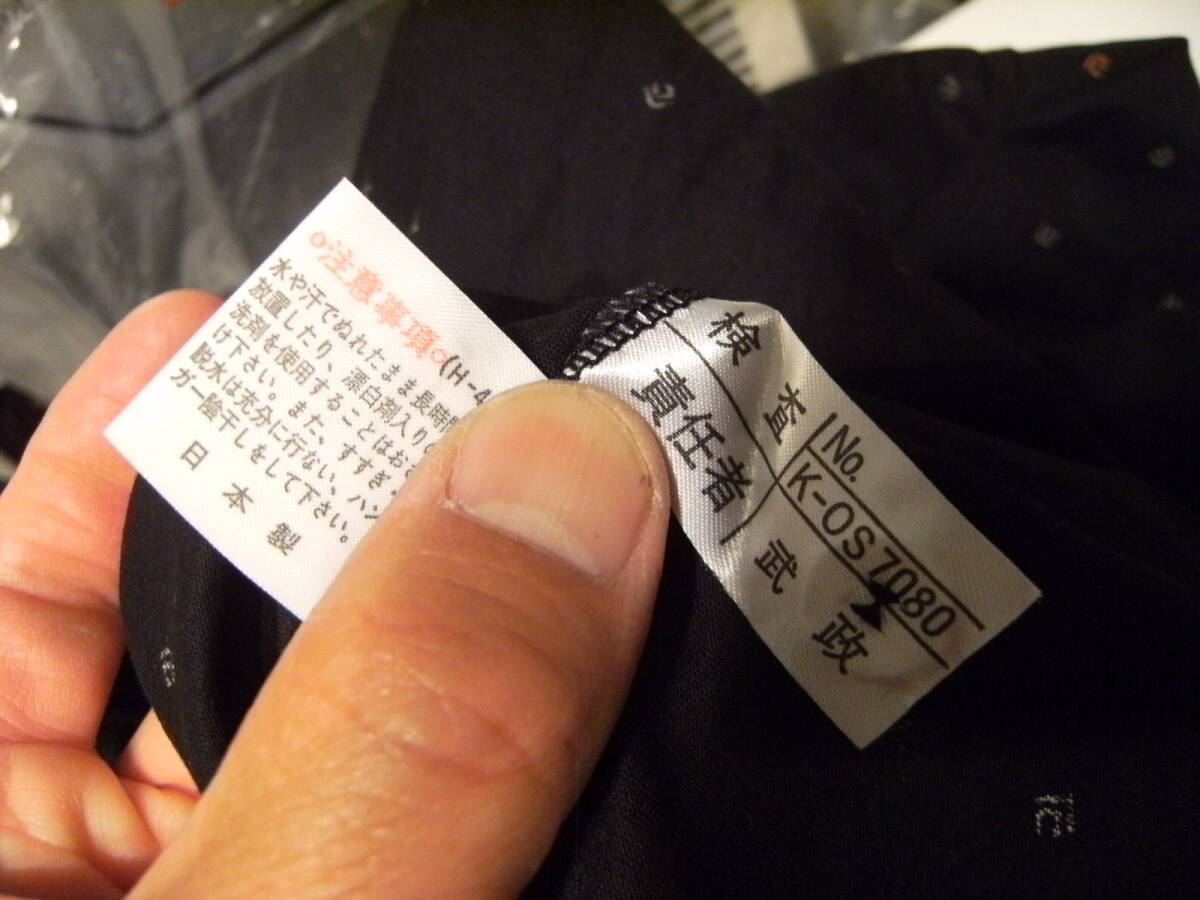 ○注意事項○
(H-4
水や汗でぬれたまま長時間
放置したり、漂白剤入りの
洗剤を使用することはおさ
け下さい。また、すすぎ、
脱水は充分に行ない、ハン
ガー陰干しをして下さい。
日本製
検査
責任者
武政
No.
K-OS7080